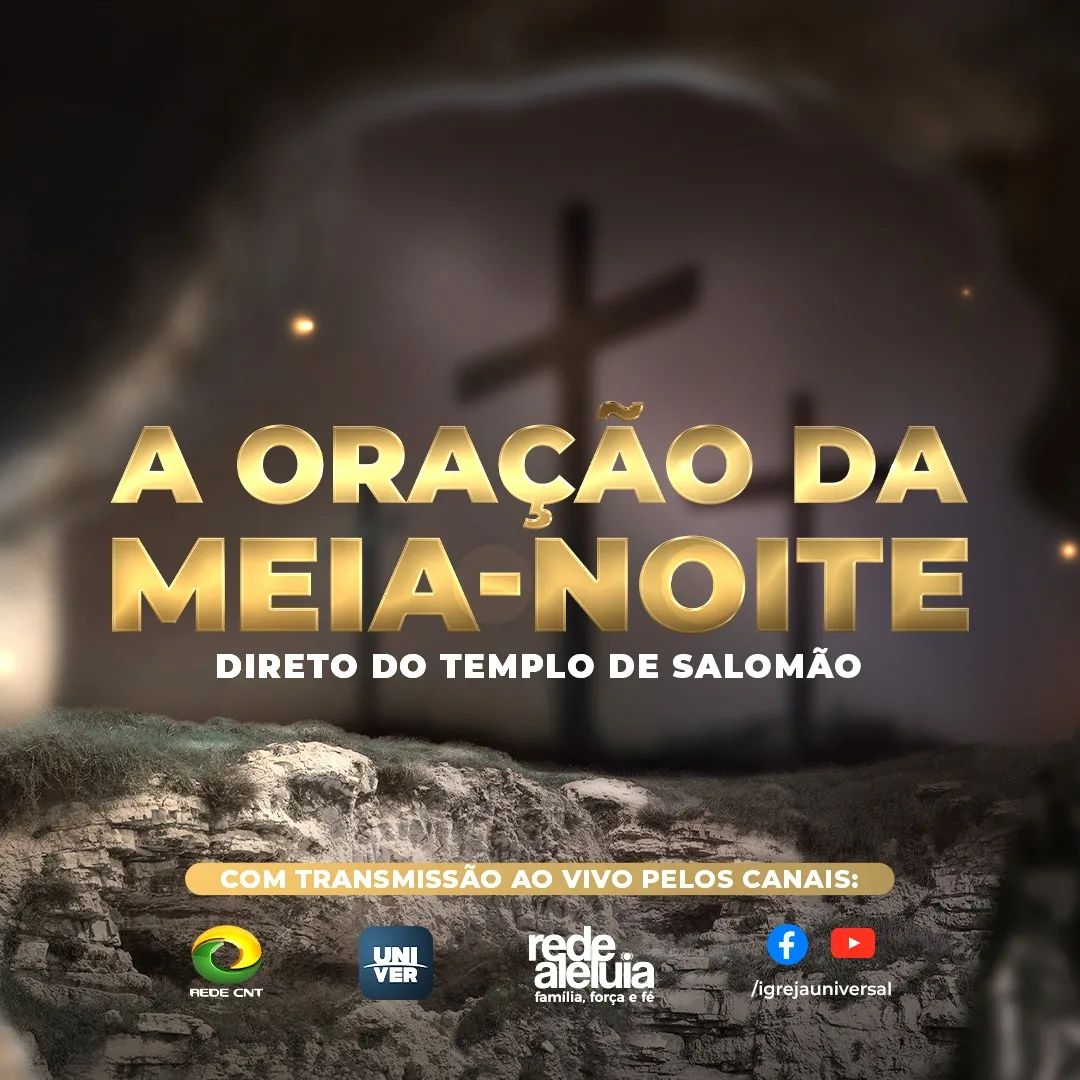 A ORAÇÃO DA
MEIA-NOITE
DIRETO DO TEMPLO DE SALOMÃO
COM TRANSMISSÃO AO VIVO PELOS CANAIS:
REDE CNT
UNI
VER
rede
aleluia
família, força e fé
/igrejauniversal